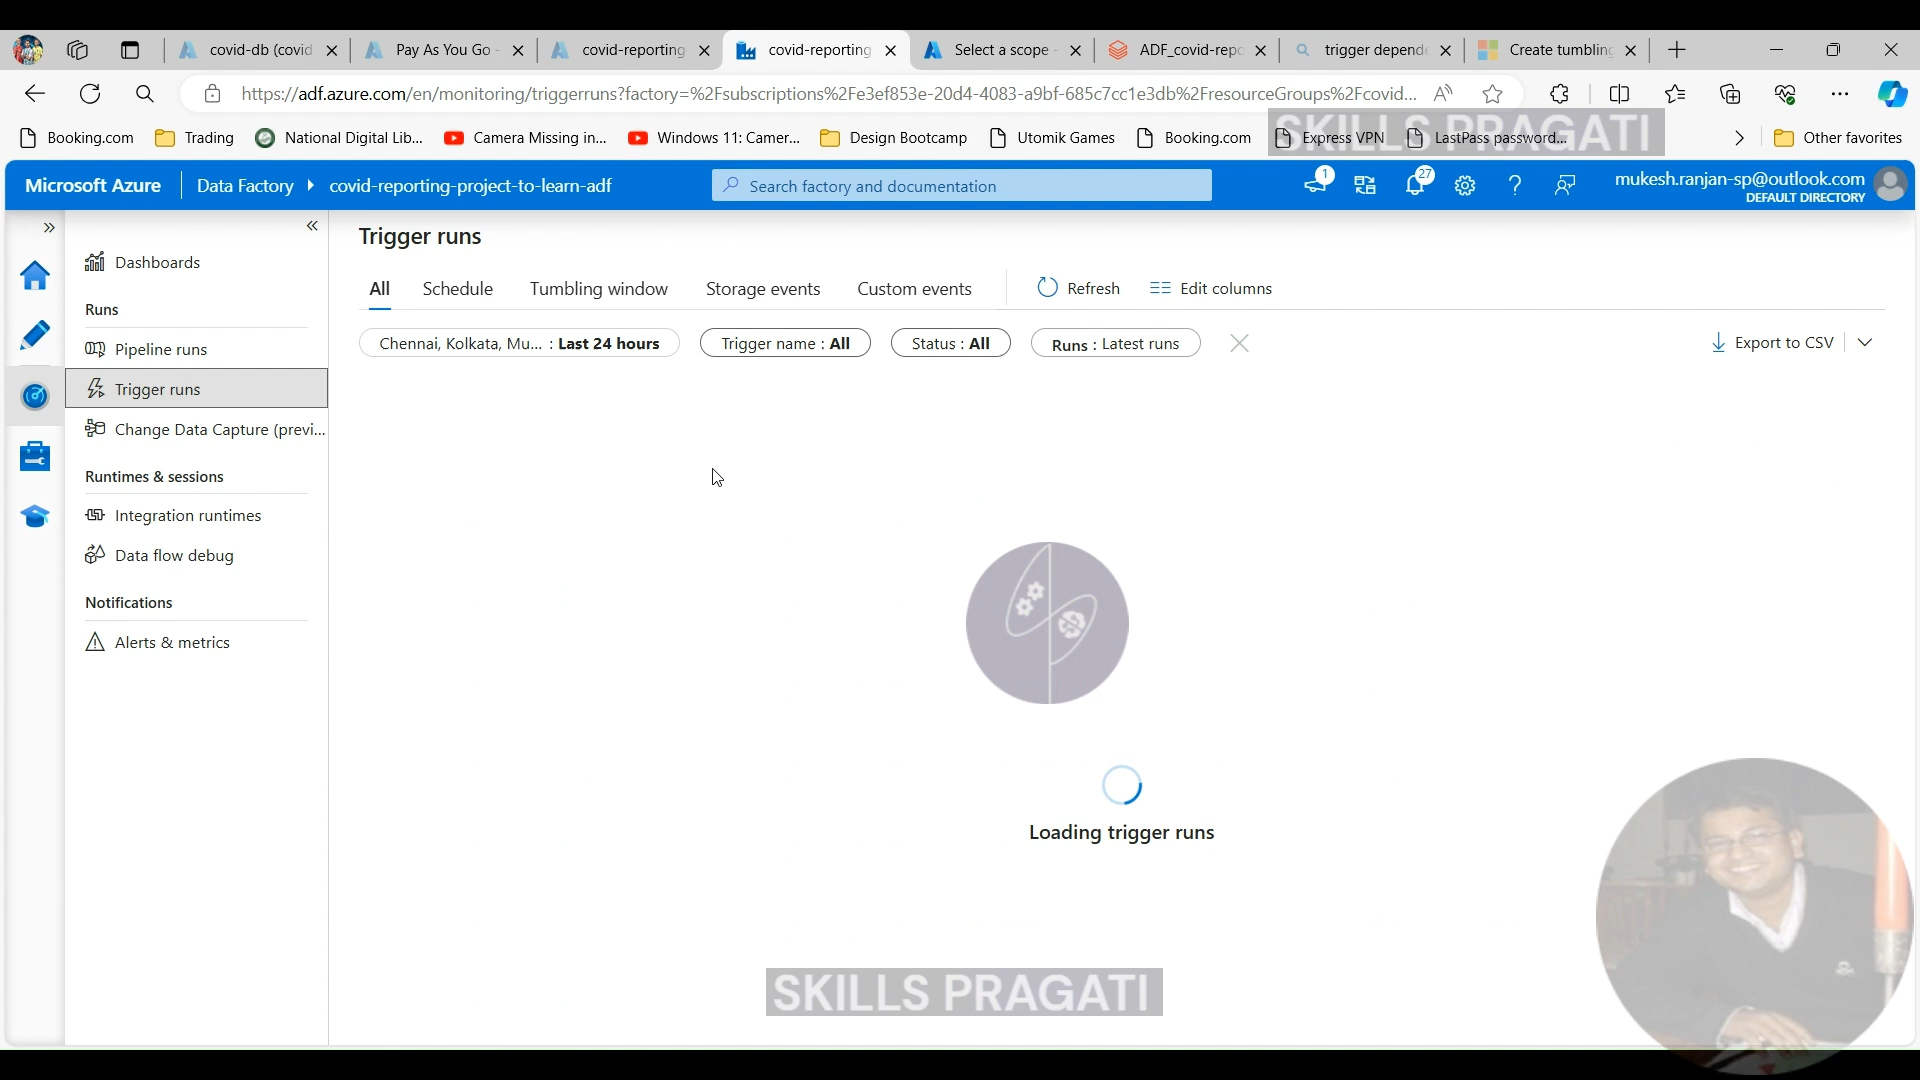 covid-db (covid
Pay As You Go -
covid-reporting
covid-reporting
Select a scope -
ADF_covid-repo
trigger depende
Create tumbling
https://adf.azure.com/en/monitoring/triggerruns?factory=%2Fsubscriptions%2Fe3ef853e-20d4-4083-a9bf-685c7cc1e3db%2FresourceGroups%2Fcovid...
Booking.com
Trading
National Digital Lib...
Camera Missing in...
Windows 11: Camer...
Design Bootcamp
Utomik Games
Booking.com
Express VPN
LastPass password...
Other favorites
SKILLS PRAGATI
Microsoft Azure
Data Factory
covid-reporting-project-to-learn-adf
Search factory and documentation
1
27
mukesh.ranjan-sp@outlook.com
DEFAULT DIRECTORY
Dashboards
Runs
Pipeline runs
Trigger runs
Change Data Capture (previ...
Runtimes & sessions
Integration runtimes
Data flow debug
Notifications
Alerts & metrics
Trigger runs
All
Schedule
Tumbling window
Storage events
Custom events
Refresh
Edit columns
Chennai, Kolkata, Mu... : Last 24 hours
Trigger name : All
Status : All
Runs : Latest runs
Export to CSV
Loading trigger runs
SKILLS PRAGATI